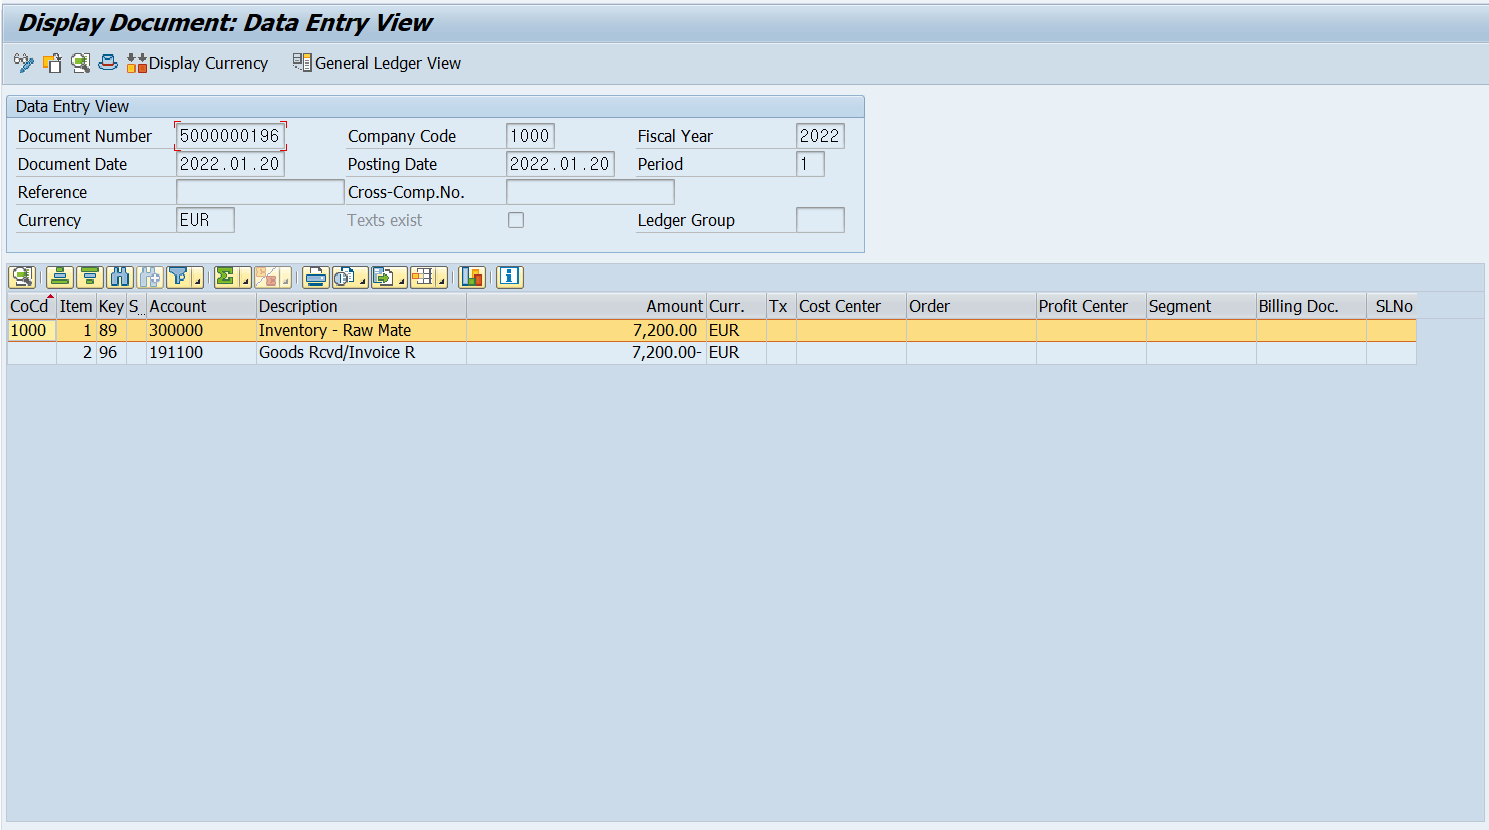 Display Document: Data Entry View
Display Currency General Ledger View
Data Entry View
Document Number 5000000196 Company Code 1000 Fiscal Year 2022
Document Date 2022.01.20 Posting Date 2022.01.20 Period 1
Reference Cross-Comp.No.
Currency EUR Texts exist Ledger Group
CoCd Item Key S... Account Description Amount Curr. Tx Cost Center Order Profit Center Segment Billing Doc. SLNo
1000 1 89 300000 Inventory - Raw Mate 7,200.00 EUR
2 96 191100 Goods Rcvd/Invoice R 7,200.00- EUR